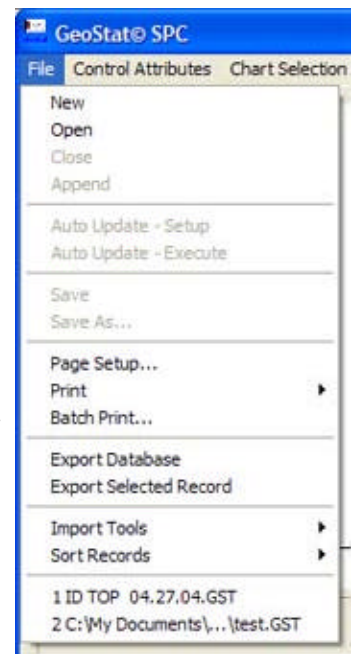 GeoStat© SPC
File Control Attributes Chart Selection
New
Open
Close
Append
Auto Update - Setup
Auto Update - Execute
Save
Save As...
Page Setup...
Print
Batch Print...
Export Database
Export Selected Record
Import Tools
Sort Records
1 ID TOP 04.27.04.GST
2 C:\My Documents\...\test.GST